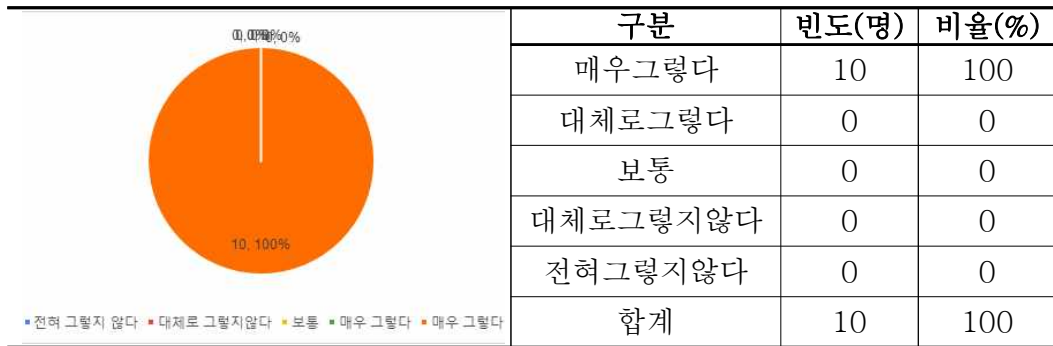 0, 0%
10, 100%
■ 전혀 그렇지 않다 ■ 대체로 그렇지않다 ■ 보통 ■ 매우 그렇다 ■ 매우 그렇다
구분 빈도(명) 비율(%)
매우그렇다 10 100
대체로그렇다 0 0
보통 0 0
대체로그렇지않다 0 0
전혀그렇지않다 0 0
합계 10 100